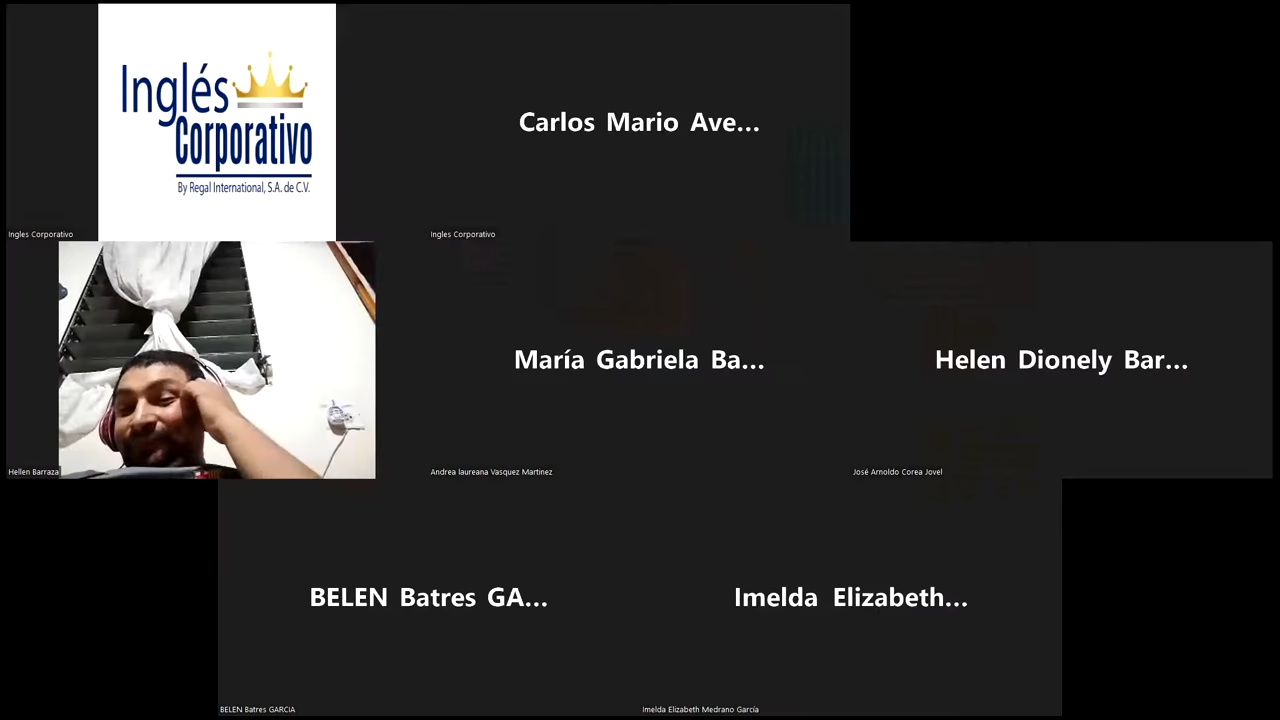 Inglés
Corporativo
By Regal International, S.A. de C.V.
Carlos Mario Ave...
Ingles Corporativo
Ingles Corporativo
María Gabriela Ba...
Helen Dionely Bar...
Hellen Barraza
Andrea laureana Vasquez Martinez
José Arnoldo Corea Jovel
BELEN Batres GA...
Imelda Elizabeth...
BELEN Batres GARCIA
Imelda Elizabeth Medrano García